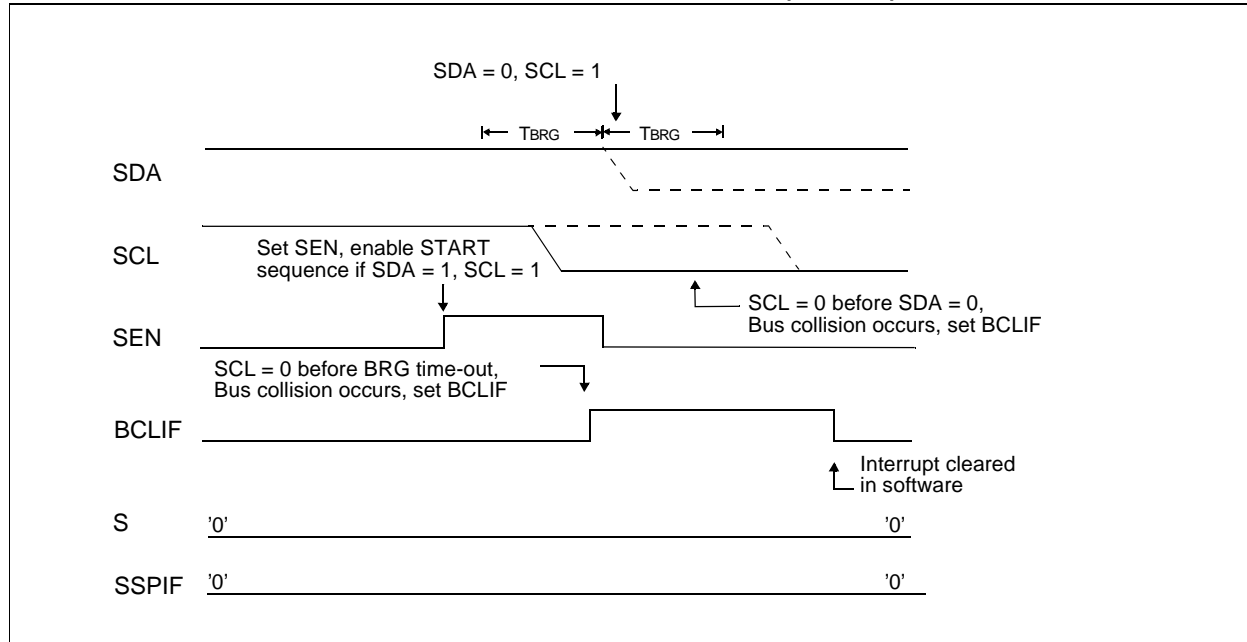 SDA = 0, SCL = 1
TBRG TBRG
SDA
SCL
Set SEN, enable START
sequence if SDA = 1, SCL = 1
SCL = 0 before SDA = 0,
Bus collision occurs, set BCLIF
SEN
SCL = 0 before BRG time-out,
Bus collision occurs, set BCLIF
BCLIF
Interrupt cleared
in software
S '0' '0'
SSPIF '0' '0'